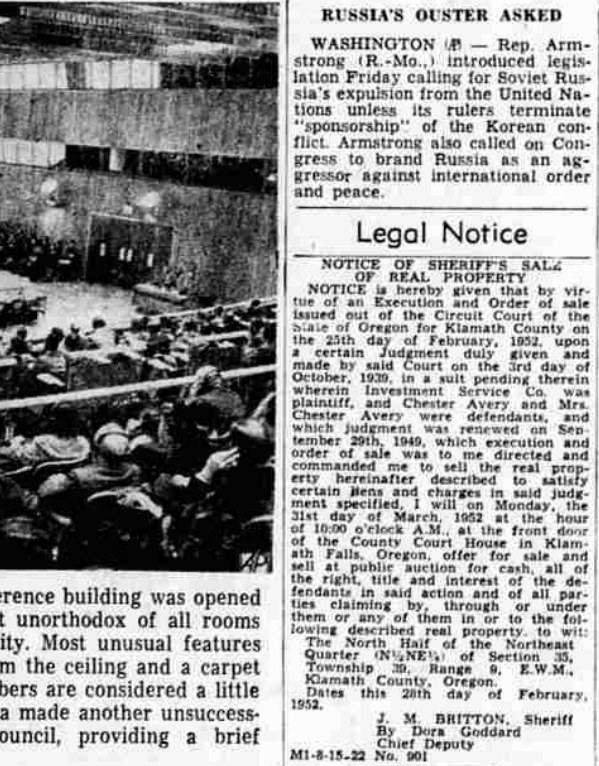 RUSSIA'S OUSTER ASKED
WASHINGTON (AP) — Rep. Arm-
strong (R.-Mo.,) introduced legis-
lation Friday calling for Soviet Rus-
sia's expulsion from the United Na-
tions unless its rulers terminate
"sponsorship" of the Korean con-
flict. Armstrong also called on Con-
gress to brand Russia as an ag-
gressor against international order
and peace.
Legal Notice
NOTICE OF SHERIFF'S SALE
OF REAL PROPERTY
NOTICE is hereby given that by vir-
tue of an Execution and Order of sale
issued out of the Circuit Court of the
State of Oregon for Klamath County on
the 25th day of February, 1952, upon
a certain Judgment duly given and
made by said Court on the 3rd day of
October, 1939, in a suit pending therein
wherein Investment Service Co. was
plaintiff, and Chester Avery and Mrs.
Chester Avery were defendants, and
which judgment was renewed on Sep-
tember 29th, 1949, which execution and
order of sale was to me directed and
commanded me to sell the real prop-
erty hereinafter described to satisfy
certain liens and charges in said judg-
ment specified, I will on Monday, the
31st day of March, 1952 at the hour
of 10:00 o'clock A.M., at the front door
of the County Court House in Klam-
ath Falls, Oregon, offer for sale and
sell at public auction for cash, all of
the right, title and interest of the de-
fendants in said action and of all par-
ties claiming by, through or under
them or any of them in or to the fol-
lowing described real property. to wit:
The North Half of the Northeast
Quarter (N½NE¼) of Section 35,
Township 39, Range 9, E.W.M.,
Klamath County, Oregon.
Dates this 28th day of February,
1952.
J. M. BRITTON, Sheriff
By Dora Goddard
Chief Deputy
M1-8-15-22 No. 901
erence building was opened
t unorthodox of all rooms
ity. Most unusual features
m the ceiling and a carpet
bers are considered a little
a made another unsuccess-
ouncil, providing a brief